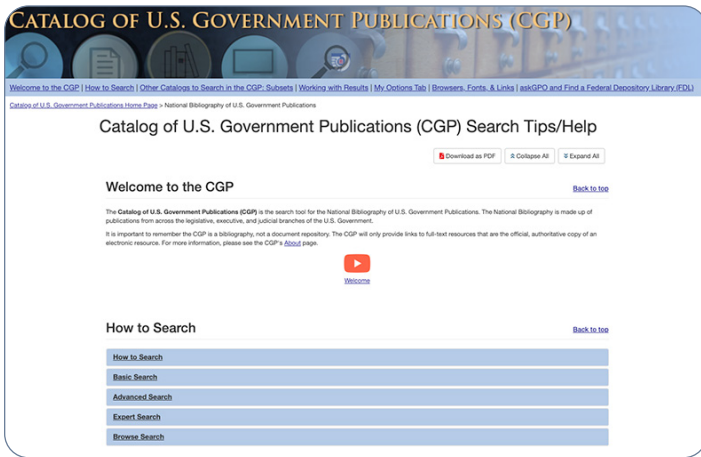 CATALOG OF U.S. GOVERNMENT PUBLICATIONS (CGP)
Welcome to the CGP | How to Search | Other Catalogs to Search in the CGP: Subsets | Working with Results | My Options Tab | Browsers, Fonts, & Links | askGPO and Find a Federal Depository Library (FDL)
Catalog of U.S. Government Publications Home Page > National Bibliography of U.S. Government Publications
Catalog of U.S. Government Publications (CGP) Search Tips/Help
Download as PDF
Collapse All
Expand All
Welcome to the CGP
Back to top
The Catalog of U.S. Government Publications (CGP) is the search tool for the National Bibliography of U.S. Government Publications. The National Bibliography is made up of
publications from across the legislative, executive, and judicial branches of the U.S. Government.
It is important to remember the CGP is a bibliography, not a document repository. The CGP will only provide links to full-text resources that are the official, authoritative copy of an
electronic resource. For more information, please see the CGP's About page.
Welcome
How to Search
Back to top
How to Search
Basic Search
Advanced Search
Expert Search
Browse Search